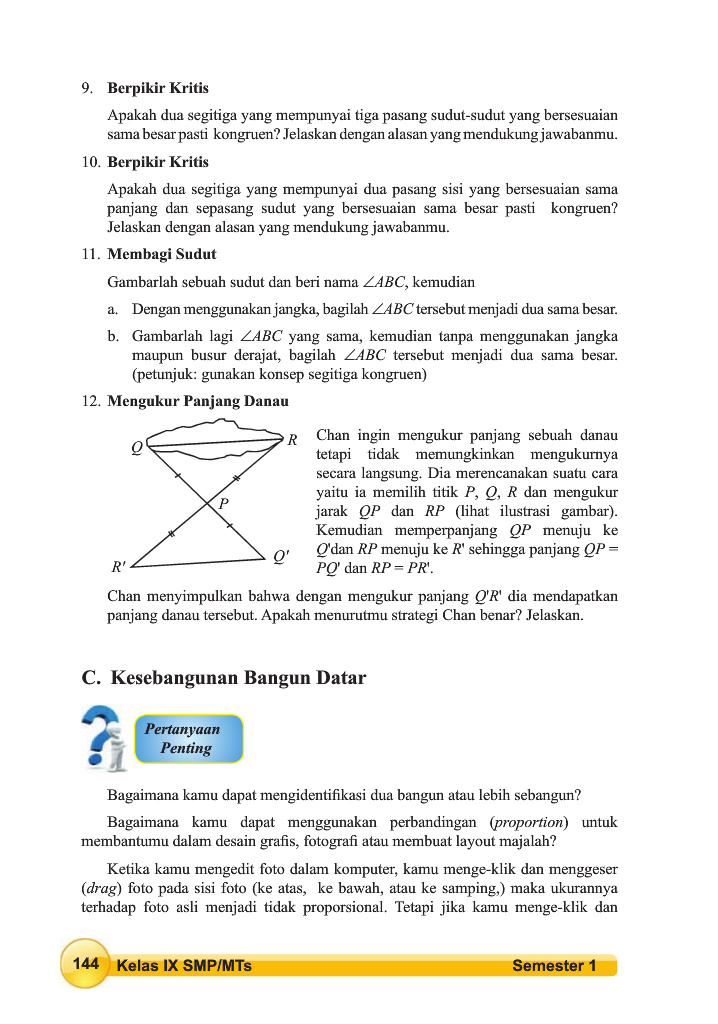 9. Berpikir Kritis
Apakah dua segitiga yang mempunyai tiga pasang sudut-sudut yang bersesuaian
sama besar pasti kongruen? Jelaskan dengan alasan yang mendukung jawabanmu.
10. Berpikir Kritis
Apakah dua segitiga yang mempunyai dua pasang sisi yang bersesuaian sama
panjang dan sepasang sudut yang bersesuaian sama besar pasti kongruen?
Jelaskan dengan alasan yang mendukung jawabanmu.
11. Membagi Sudut
Gambarlah sebuah sudut dan beri nama ∠ABC, kemudian
a. Dengan menggunakan jangka, bagilah ∠ABC tersebut menjadi dua sama besar.
b. Gambarlah lagi ∠ABC yang sama, kemudian tanpa menggunakan jangka
maupun busur derajat, bagilah ∠ABC tersebut menjadi dua sama besar.
(petunjuk: gunakan konsep segitiga kongruen)
12. Mengukur Panjang Danau
Q
R
P
R'
Q'
Chan ingin mengukur panjang sebuah danau
tetapi tidak memungkinkan mengukurnya
secara langsung. Dia merencanakan suatu cara
yaitu ia memilih titik P, Q, R dan mengukur
jarak QP dan RP (lihat ilustrasi gambar).
Kemudian memperpanjang QP menuju ke
Q'dan RP menuju ke R' sehingga panjang QP =
PQ' dan RP = PR'.
Chan menyimpulkan bahwa dengan mengukur panjang Q'R' dia mendapatkan
panjang danau tersebut. Apakah menurutmu strategi Chan benar? Jelaskan.
C. Kesebangunan Bangun Datar
Pertanyaan
Penting
Bagaimana kamu dapat mengidentifikasi dua bangun atau lebih sebangun?
Bagaimana kamu dapat menggunakan perbandingan (proportion) untuk
membantumu dalam desain grafis, fotografi atau membuat layout majalah?
Ketika kamu mengedit foto dalam komputer, kamu menge-klik dan menggeser
(drag) foto pada sisi foto (ke atas, ke bawah, atau ke samping,) maka ukurannya
terhadap foto asli menjadi tidak proporsional. Tetapi jika kamu menge-klik dan
144 Kelas IX SMP/MTs
Semester 1